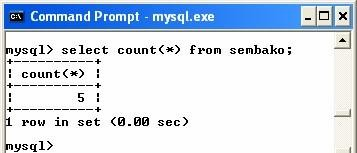 Command Prompt - mysql.exe
mysql> select count(*) from sembako;
+----------+
| count(*) |
+----------+
|        5 |
+----------+
1 row in set (0.00 sec)
mysql>